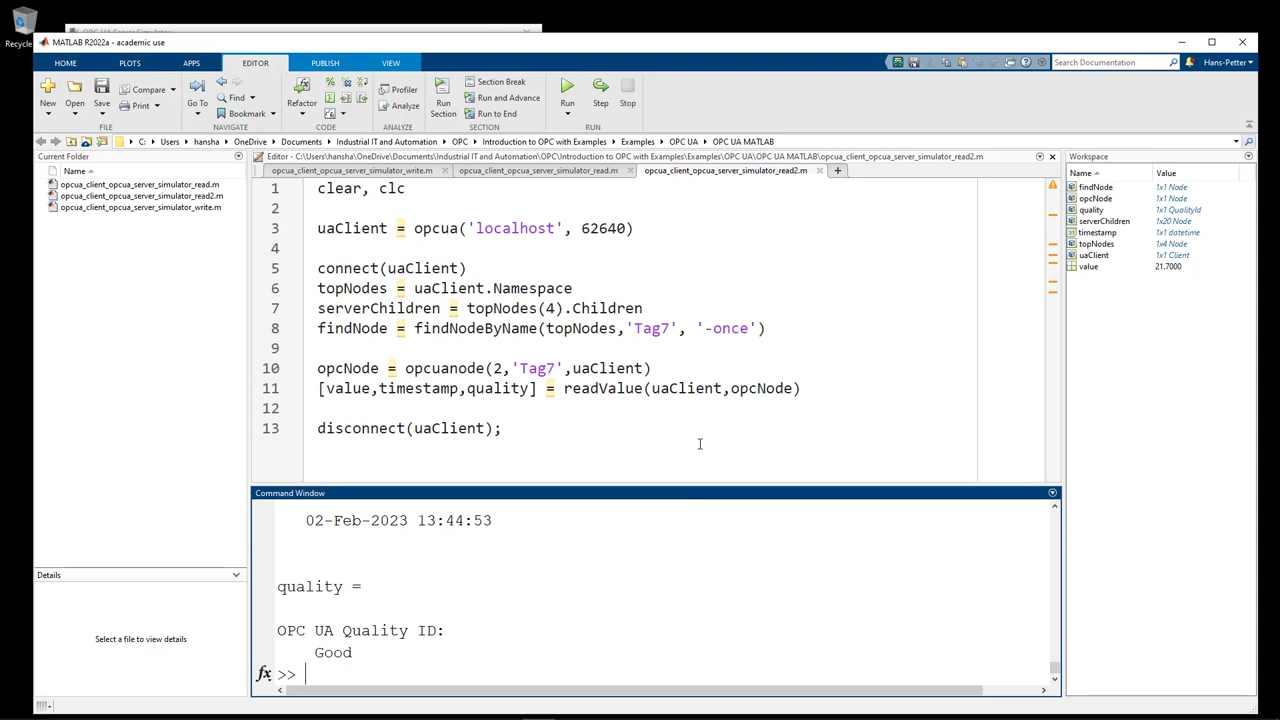 Recycle
MATLAB R2022a - academic use
HOME
PLOTS
APPS
EDITOR
PUBLISH
VIEW
Search Documentation
Hans-Petter
New
Open
Save
Compare
Print
Go To
Find
Bookmark
Refactor
Profiler
Analyze
Run
Section
Section Break
Run and Advance
Run to End
Run
Step
Stop
FILE
NAVIGATE
CODE
ANALYZE
SECTION
RUN
C: Users hansha OneDrive Documents Industrial IT and Automation OPC Introduction to OPC with Examples Examples OPC UA OPC UA MATLAB
Current Folder
Name
opcua_client_opcua_server_simulator_read.m
opcua_client_opcua_server_simulator_read2.m
opcua_client_opcua_server_simulator_write.m
Details
Select a file to view details
Editor - C:\Users\hansha\OneDrive\Documents\Industrial IT and Automation\OPC\Introduction to OPC with Examples\Examples\OPC UA\OPC UA MATLAB\opcua_client_opcua_server_simulator_read2.m
opcua_client_opcua_server_simulator_write.m
opcua_client_opcua_server_simulator_read.m
opcua_client_opcua_server_simulator_read2.m
1 clear, clc
2
3 uaClient = opcua('localhost', 62640)
4
5 connect(uaClient)
6 topNodes = uaClient.Namespace
7 serverChildren = topNodes(4).Children
8 findNode = findNodeByName(topNodes,'Tag7', '-once')
9
10 opcNode = opcuanode(2,'Tag7',uaClient)
11 [value,timestamp,quality] = readValue(uaClient,opcNode)
12
13 disconnect(uaClient);
Command Window
02-Feb-2023 13:44:53
quality =
OPC UA Quality ID:
Good
fx >>
Workspace
Name Value
findNode 1x1 Node
opcNode 1x1 Node
quality 1x1 QualityId
serverChildren 1x20 Node
timestamp 1x1 datetime
topNodes 1x4 Node
uaClient 1x1 Client
value 21.7000